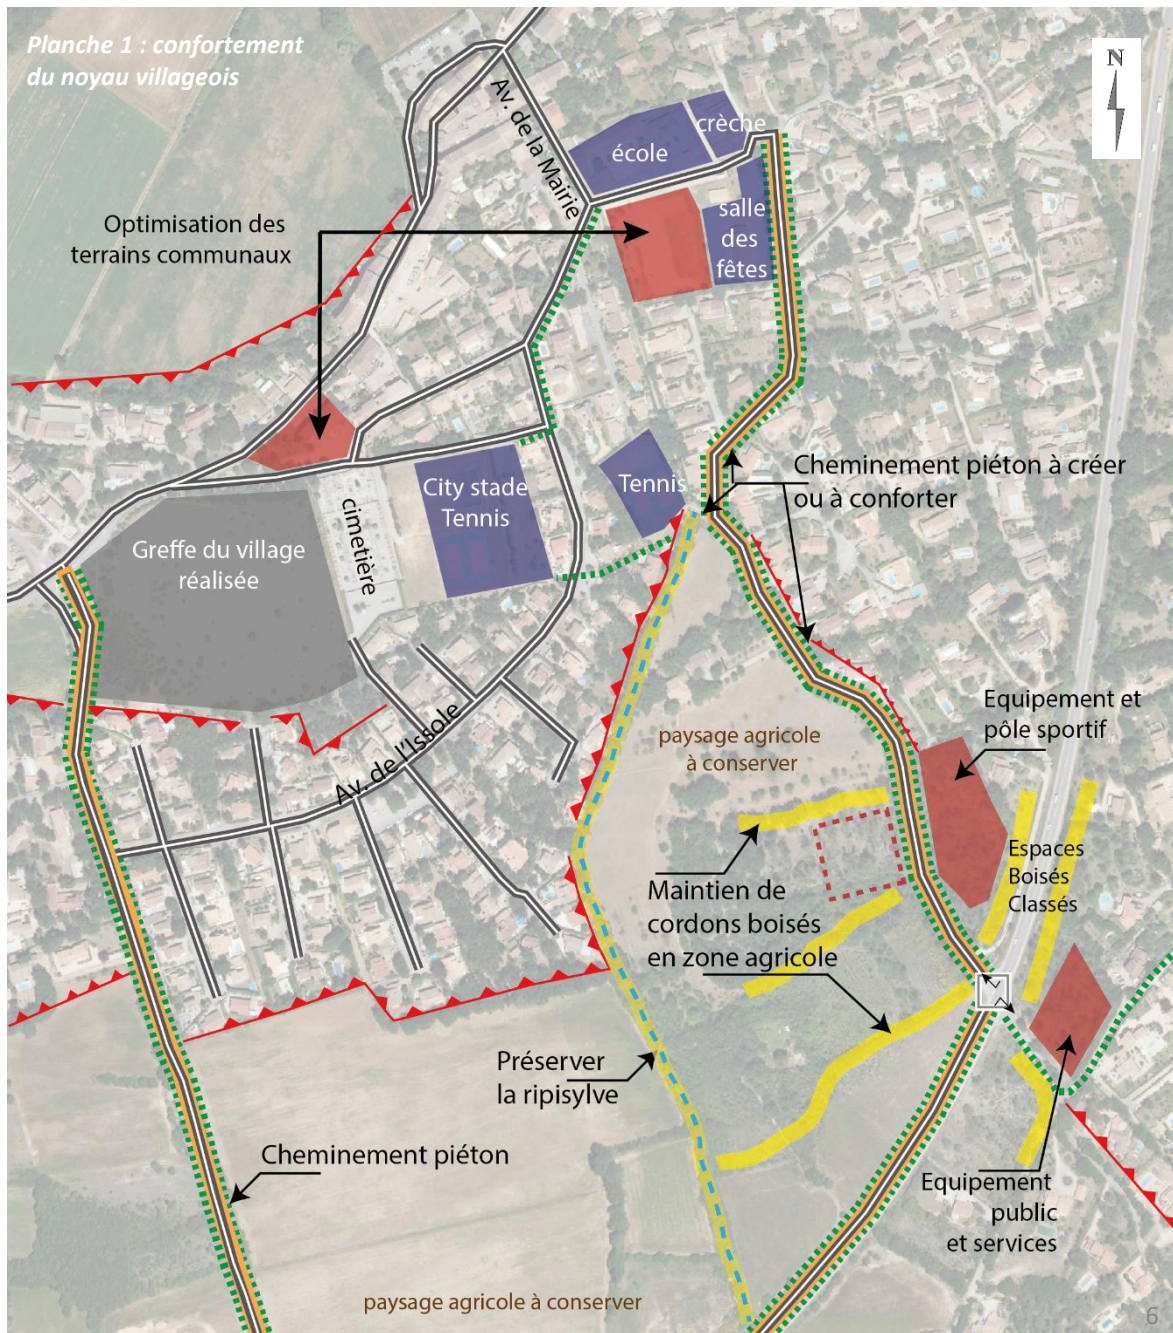 Planche 1 : confortement
du noyau villageois
N
Av. de la Mairie
crèche
école
salle
des
fêtes
Optimisation des
terrains communaux
Cheminement piéton à créer
ou à conforter
City stade
Tennis
Tennis
cimetière
Greffe du village
réalisée
Equipement et
pôle sportif
Av. de l'Issole
paysage agricole
à conserver
Espaces
Boisés
Classés
Maintien de
cordons boisés
en zone agricole
Préserver
la ripisylve
Cheminement piéton
Equipement
public
et services
paysage agricole à conserver
6